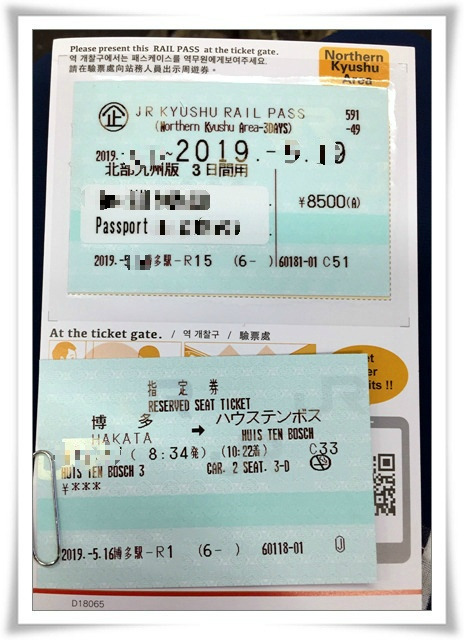 Please present this RAIL PASS at the ticket gate.
역 개찰구에서는 패스케이스를 역무원에게보여주세요.
請在驗票處向站務人員出示周遊券。
Northern
Kyushu
Area
企 JR KYUSHU RAIL PASS 591
(Northern Kyushu Area-3DAYS) -49
2019.- ~2019.-
北部九州版 3日間用
¥8500(A)
Passport
2019.-5. 博多駅-R15 (6- ) 60181-01 C51
At the ticket gate. / 역 개찰구 / 驗票處
指定券
RESERVED SEAT TICKET
博多 → ハウステンボス
HAKATA HUIS TEN BOSCH
( 8:34発) (10:22着) C33
HUIS TEN BOSCH 3 CAR. 2 SEAT. 3-D
¥***
2019.-5.16博多駅-R1 (6- ) 60118-01
D18065